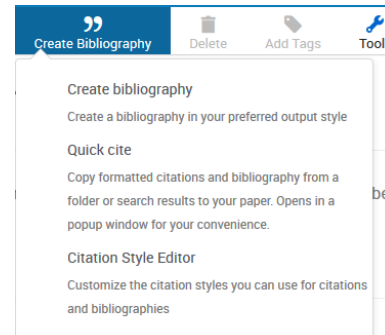 Create Bibliography
Delete
Add Tags
Tool
Create bibliography
Create a bibliography in your preferred output style
Quick cite
Copy formatted citations and bibliography from a
folder or search results to your paper. Opens in a
popup window for your convenience.
be
Citation Style Editor
Customize the citation styles you can use for citations
and bibliographies